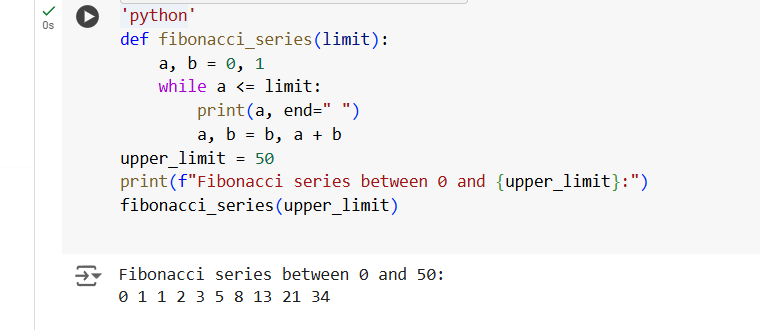 0s
'python'
def fibonacci_series(limit):
    a, b = 0, 1
    while a <= limit:
        print(a, end=" ")
        a, b = b, a + b
upper_limit = 50
print(f"Fibonacci series between 0 and {upper_limit}:")
fibonacci_series(upper_limit)
Fibonacci series between 0 and 50:
0 1 1 2 3 5 8 13 21 34